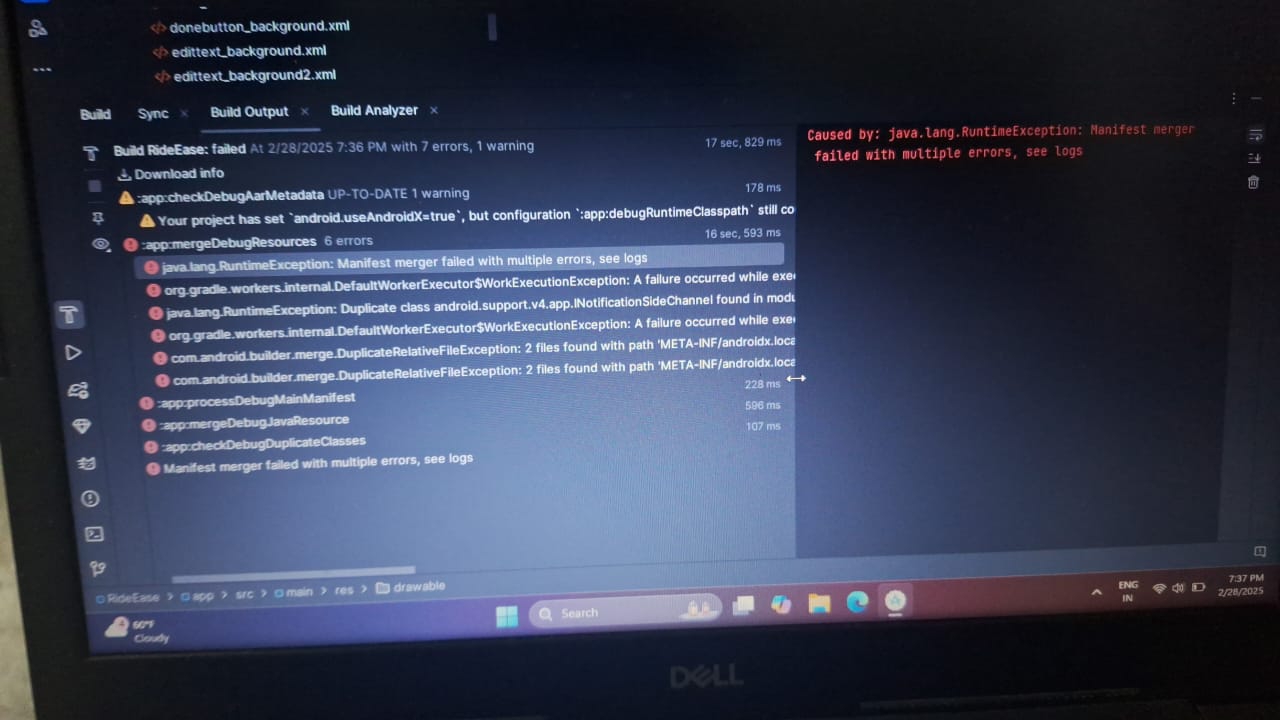 donebutton_background.xml
edittext_background.xml
edittext_background2.xml
Build Sync × Build Output × Build Analyzer ×
Build RideEase: failed At 2/28/2025 7:36 PM with 7 errors, 1 warning 17 sec, 829 ms
Download info
:app:checkDebugAarMetadata UP-TO-DATE 1 warning 178 ms
Your project has set `android.useAndroidX=true`, but configuration `:app:debugRuntimeClasspath` still co
:app:mergeDebugResources 6 errors 16 sec, 593 ms
java.lang.RuntimeException: Manifest merger failed with multiple errors, see logs
org.gradle.workers.internal.DefaultWorkerExecutor$WorkExecutionException: A failure occurred while exe
java.lang.RuntimeException: Duplicate class android.support.v4.app.INotificationSideChannel found in modu
org.gradle.workers.internal.DefaultWorkerExecutor$WorkExecutionException: A failure occurred while exe
com.android.builder.merge.DuplicateRelativeFileException: 2 files found with path 'META-INF/androidx.loca
com.android.builder.merge.DuplicateRelativeFileException: 2 files found with path 'META-INF/androidx.loca
:app:processDebugMainManifest 228 ms
:app:mergeDebugJavaResource 596 ms
:app:checkDebugDuplicateClasses 107 ms
Manifest merger failed with multiple errors, see logs
Caused by: java.lang.RuntimeException: Manifest merger
failed with multiple errors, see logs
RideEase > app > src > main > res > drawable
60°F
Cloudy
Search
ENG
IN
7:37 PM
2/28/2025
DELL